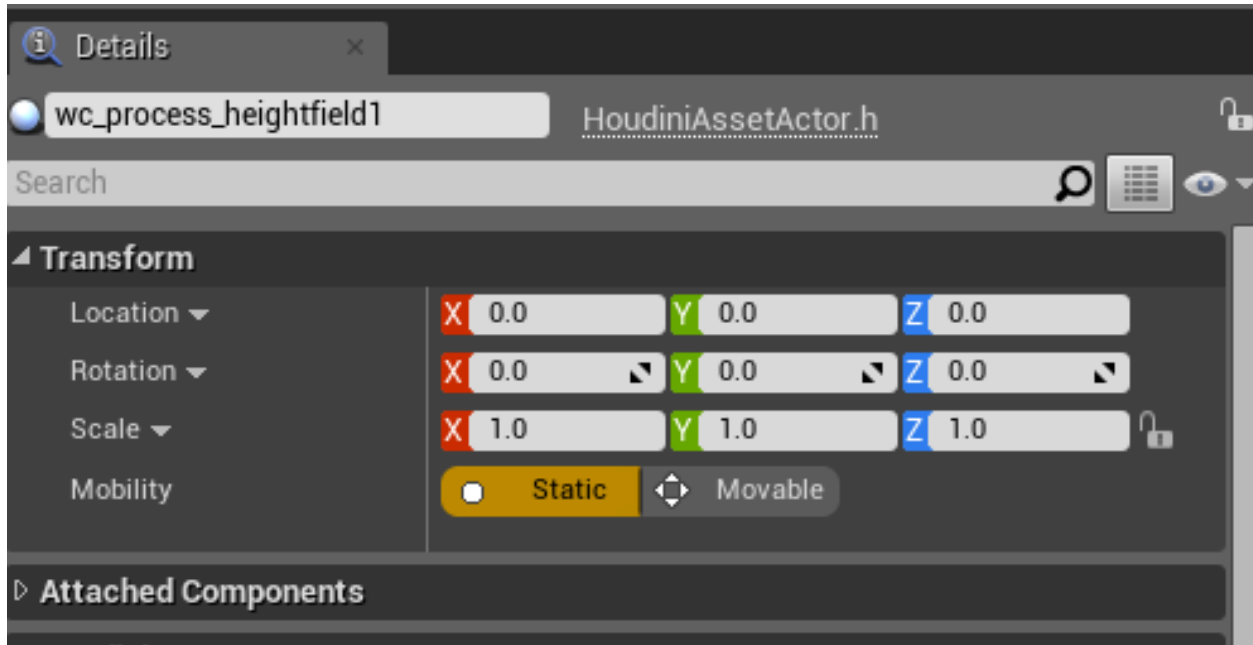 Details
wc_process_heightfield1 HoudiniAssetActor.h
Search
Transform
Location X 0.0 Y 0.0 Z 0.0
Rotation X 0.0 Y 0.0 Z 0.0
Scale X 1.0 Y 1.0 Z 1.0
Mobility Static Movable
Attached Components